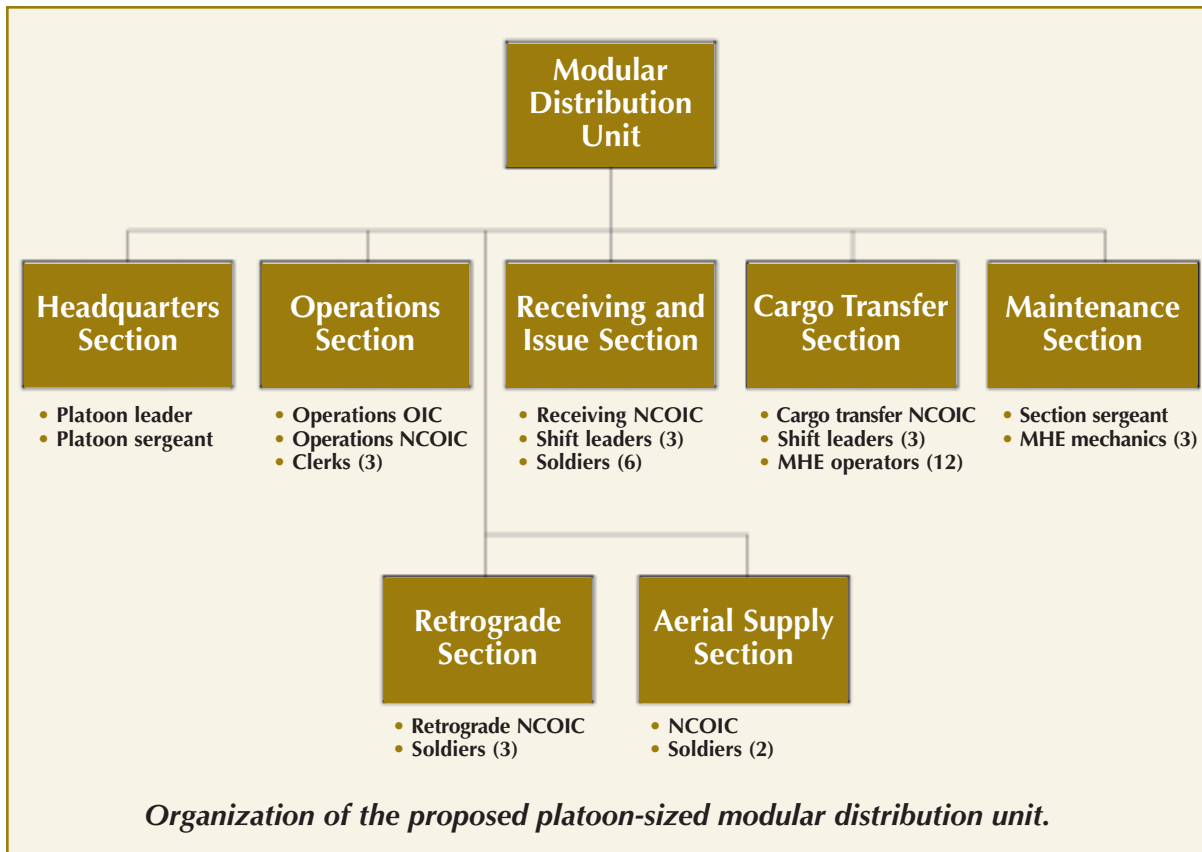 Modular
Distribution
Unit
Headquarters
Section
• Platoon leader
• Platoon sergeant
Operations
Section
• Operations OIC
• Operations NCOIC
• Clerks (3)
Receiving and
Issue Section
• Receiving NCOIC
• Shift leaders (3)
• Soldiers (6)
Cargo Transfer
Section
• Cargo transfer NCOIC
• Shift leaders (3)
• MHE operators (12)
Maintenance
Section
• Section sergeant
• MHE mechanics (3)
Retrograde
Section
• Retrograde NCOIC
• Soldiers (3)
Aerial Supply
Section
• NCOIC
• Soldiers (2)
Organization of the proposed platoon-sized modular distribution unit.